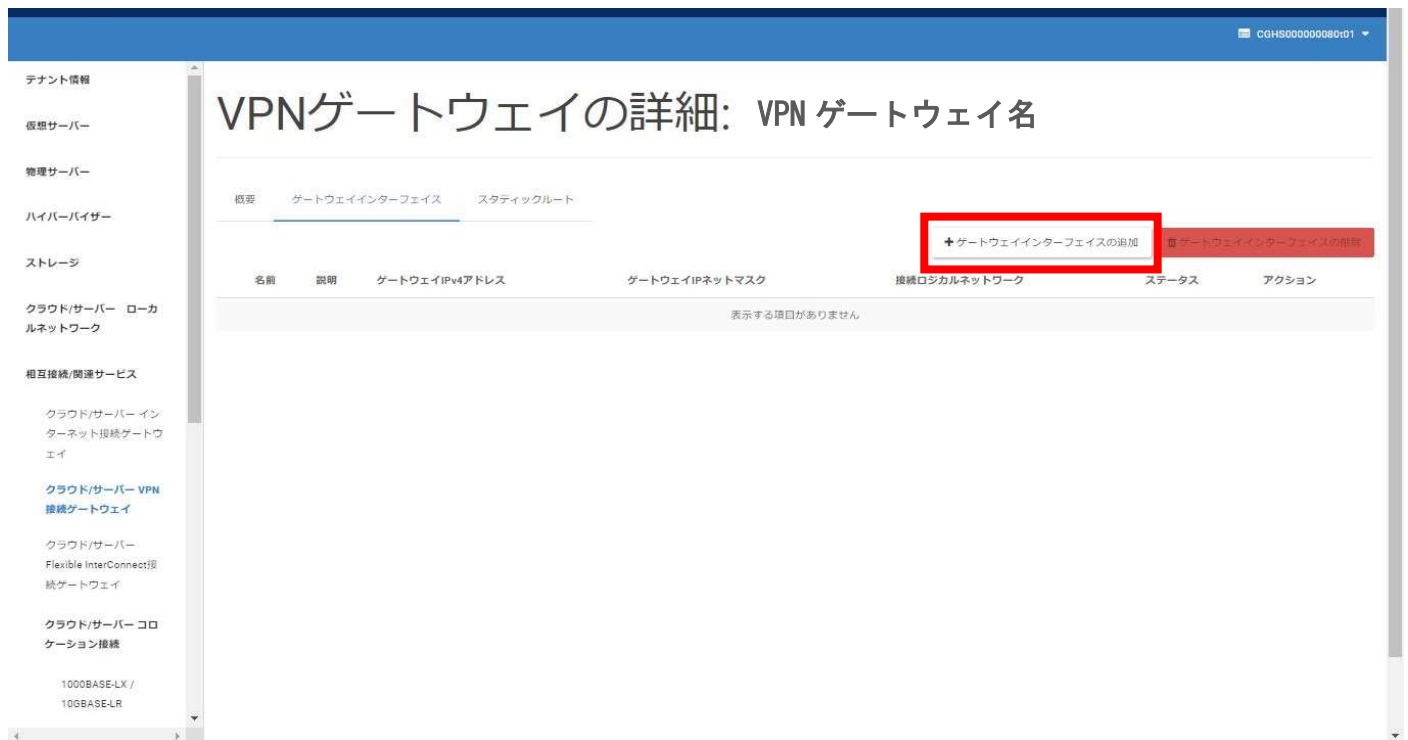 CGHS000000080t01
テナント情報
仮想サーバー
物理サーバー
ハイパーバイザー
ストレージ
クラウド/サーバー ローカ
ルネットワーク
相互接続/関連サービス
クラウド/サーバー イン
ターネット接続ゲートウ
ェイ
クラウド/サーバー VPN
接続ゲートウェイ
クラウド/サーバー
Flexible InterConnect接
続ゲートウェイ
クラウド/サーバー コロ
ケーション接続
1000BASE-LX /
10GBASE-LR
VPNゲートウェイの詳細: VPN ゲートウェイ名
概要 ゲートウェイインターフェイス スタティックルート
+ゲートウェイインターフェイスの追加 ゲートウェイインターフェイスの削除
名前 説明 ゲートウェイIPv4アドレス ゲートウェイIPネットマスク 接続ロジカルネットワーク ステータス アクション
表示する項目がありません